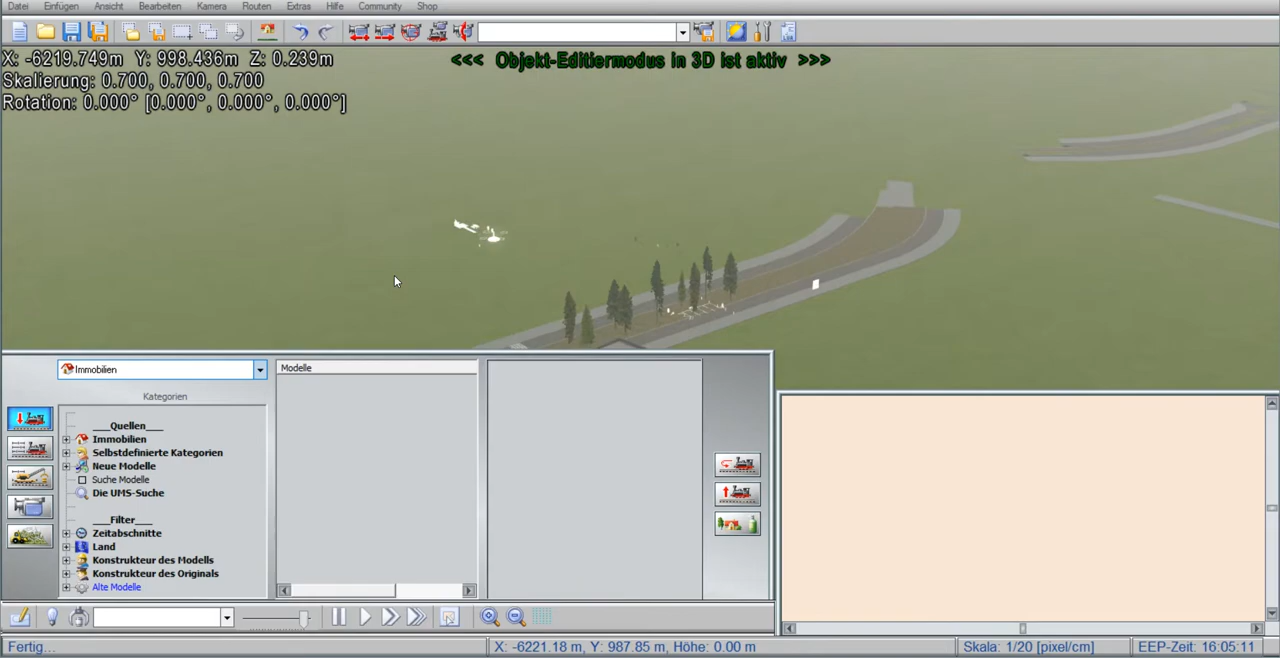 Datei Einfügen Ansicht Bearbeiten Kamera Routen Extras Hilfe Community Shop
X: -6219.749m Y: 998.436m Z: 0.239m
<<< Objekt-Editiermodus in 3D ist aktiv >>>
Skalierung: 0.700, 0.700, 0.700
Rotation: 0.000° [0.000°, 0.000°, 0.000°]
Immobilien
Modelle
Kategorien
___Quellen___
Immobilien
Selbstdefinierte Kategorien
Neue Modelle
Suche Modelle
Die UMS-Suche
___Filter___
Zeitabschnitte
Land
Konstrukteur des Modells
Konstrukteur des Originals
Alte Modelle
Fertig...
X: -6221.18 m, Y: 987.85 m, Höhe: 0.00 m
Skala: 1/20 [pixel/cm]
EEP-Zeit: 16:05:11